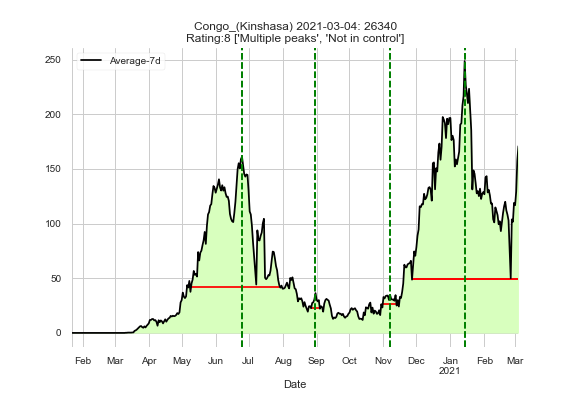 Congo_(Kinshasa) 2021-03-04: 26340
Rating:8 ['Multiple peaks', 'Not in control']
Average-7d
250
200
150
100
50
0
Feb Mar Apr May Jun Jul Aug Sep Oct Nov Dec Jan Feb Mar
2021
Date